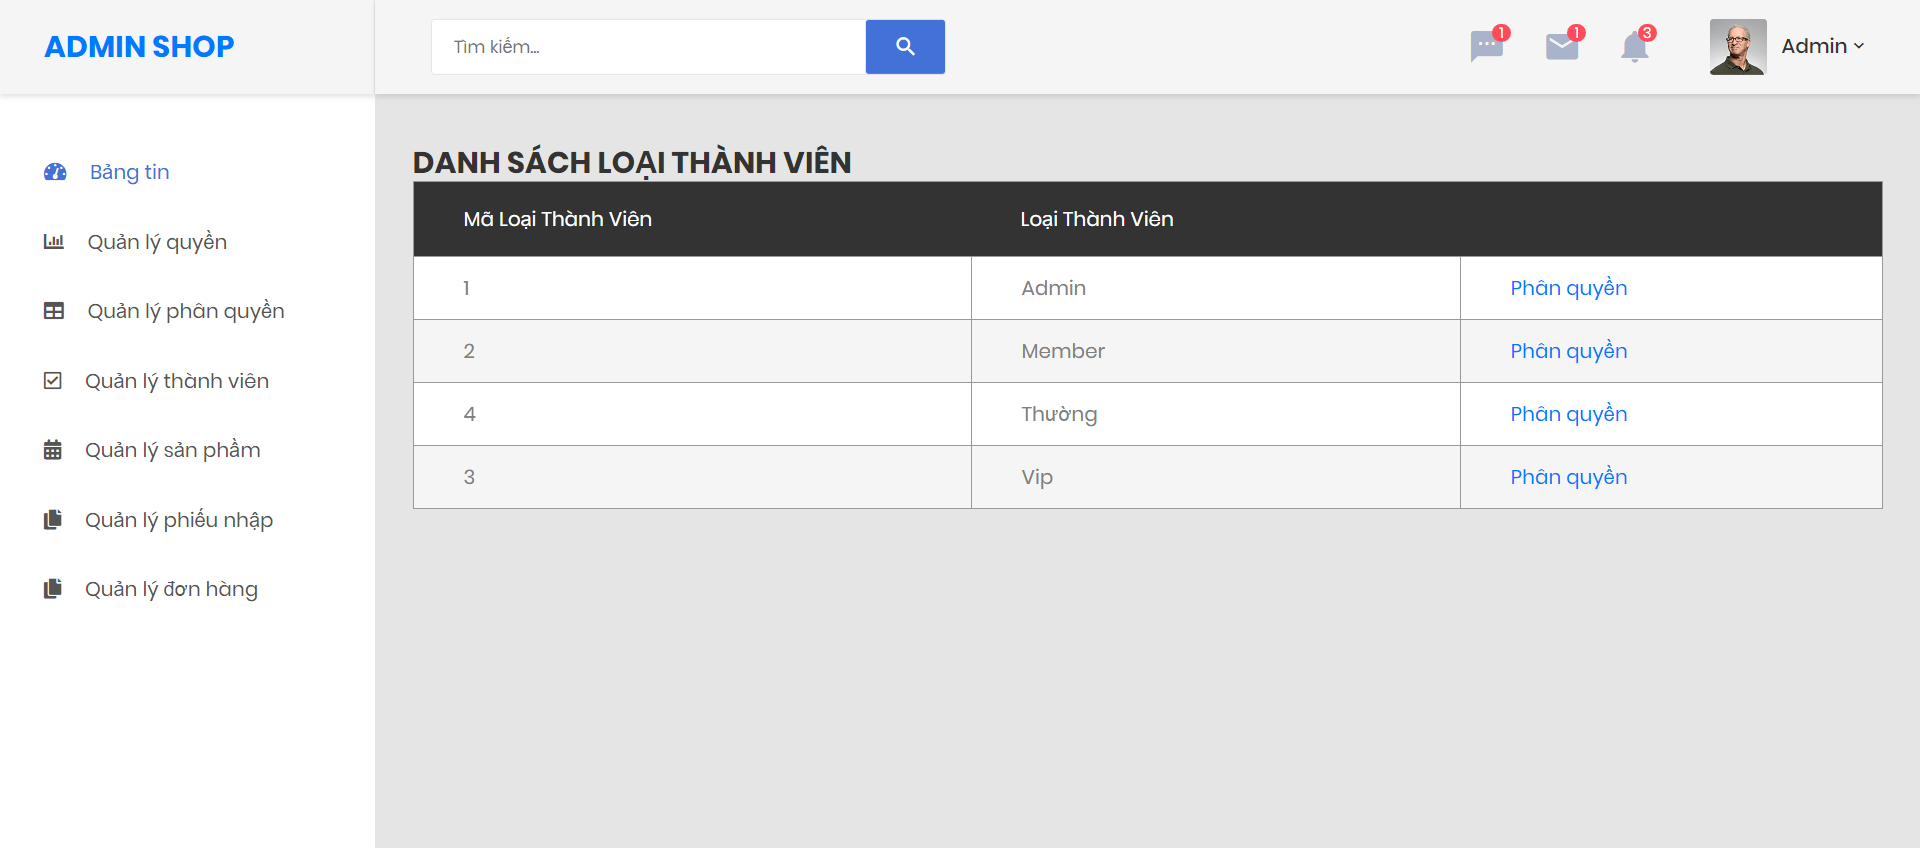 ADMIN SHOP
Tìm kiếm...
1
1
3
Admin
Bảng tin
Quản lý quyền
Quản lý phân quyền
Quản lý thành viên
Quản lý sản phầm
Quản lý phiếu nhập
Quản lý đơn hàng
DANH SÁCH LOẠI THÀNH VIÊN
Mã Loại Thành Viên Loại Thành Viên
1 Admin Phân quyền
2 Member Phân quyền
4 Thường Phân quyền
3 Vip Phân quyền